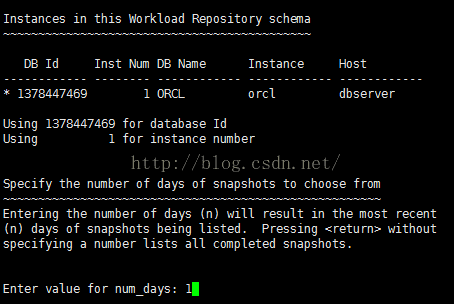 Instances in this Workload Repository schema
~~~~~~~~~~~~~~~~~~~~~~~~~~~~~~~~~~~~~~~~~~~~
DB Id Inst Num DB Name Instance Host
------------ -------- ------------ ------------ ------------
* 1378447469 1 ORCL orcl dbserver
Using 1378447469 for database Id
Using 1 for instance number
http://blog.csdn.net/
Specify the number of days of snapshots to choose from
~~~~~~~~~~~~~~~~~~~~~~~~~~~~~~~~~~~~~~~~~~~~~~~~~~~~~~
Entering the number of days (n) will result in the most recent
(n) days of snapshots being listed.  Pressing <return> without
specifying a number lists all completed snapshots.
Enter value for num_days: 1